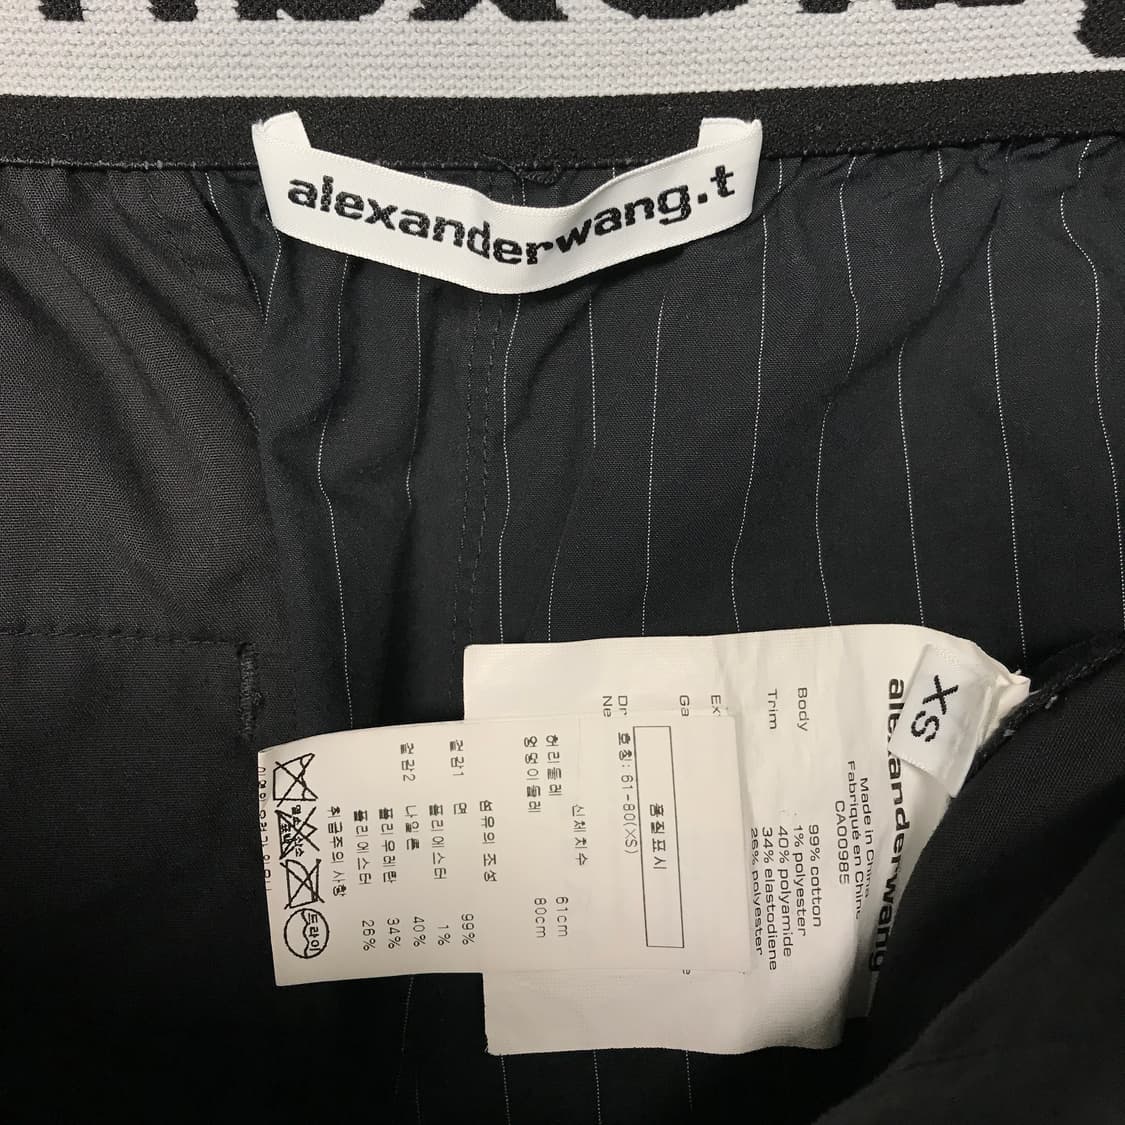 alexanderwang.t
XS
alexanderwang
Made in
Fabriqué en
CA00985
Body
99% cotton
1% polyester
Trim
40% polyamide
34% elastodiene
26% polyester
Ex
Ga
Dr
Ne
품질표시
호칭: 61-80(XS)
신체치수
허리둘레 61cm
엉덩이둘레 80cm
섬유의 조성
겉감1 면 99%
폴리에스터 1%
겉감2 나일론 40%
폴리우레탄 34%
폴리에스터 26%
취급주의 사항
드라이